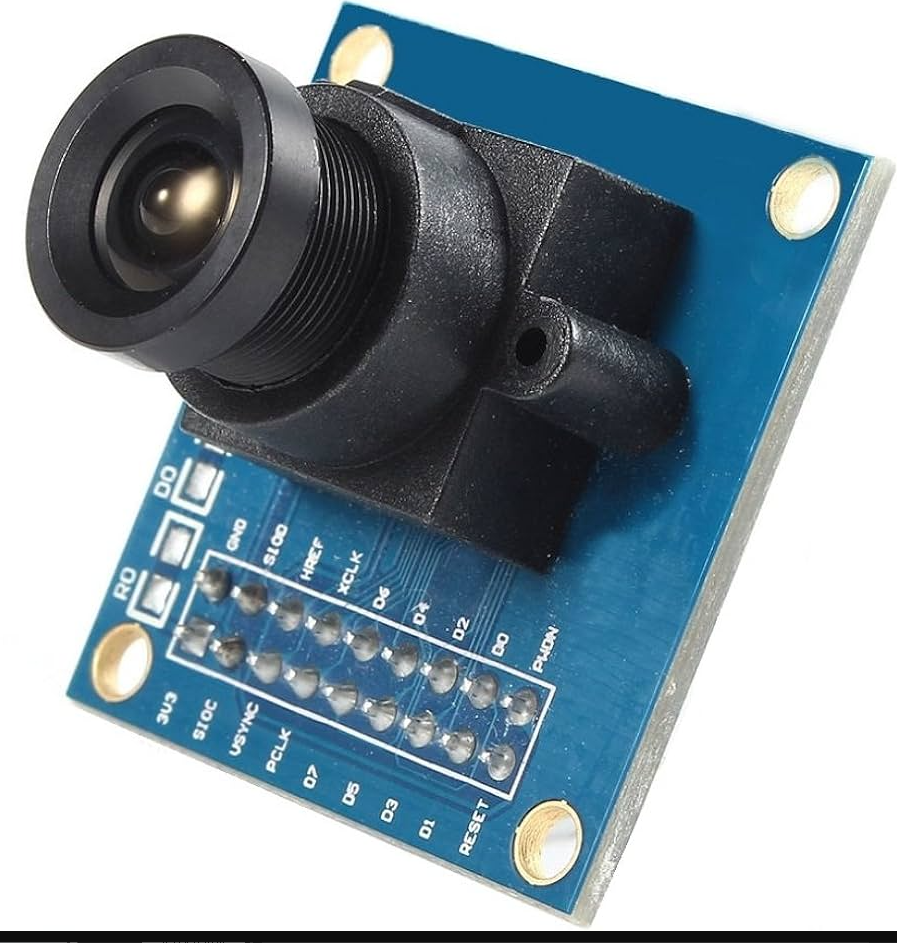 DO
RO
GND
SIOD
HREF
XCLK
D6
D4
D2
D0
PWDN
3V3
SIOC
VSYNC
PCLK
D7
D5
D3
D1
RESET